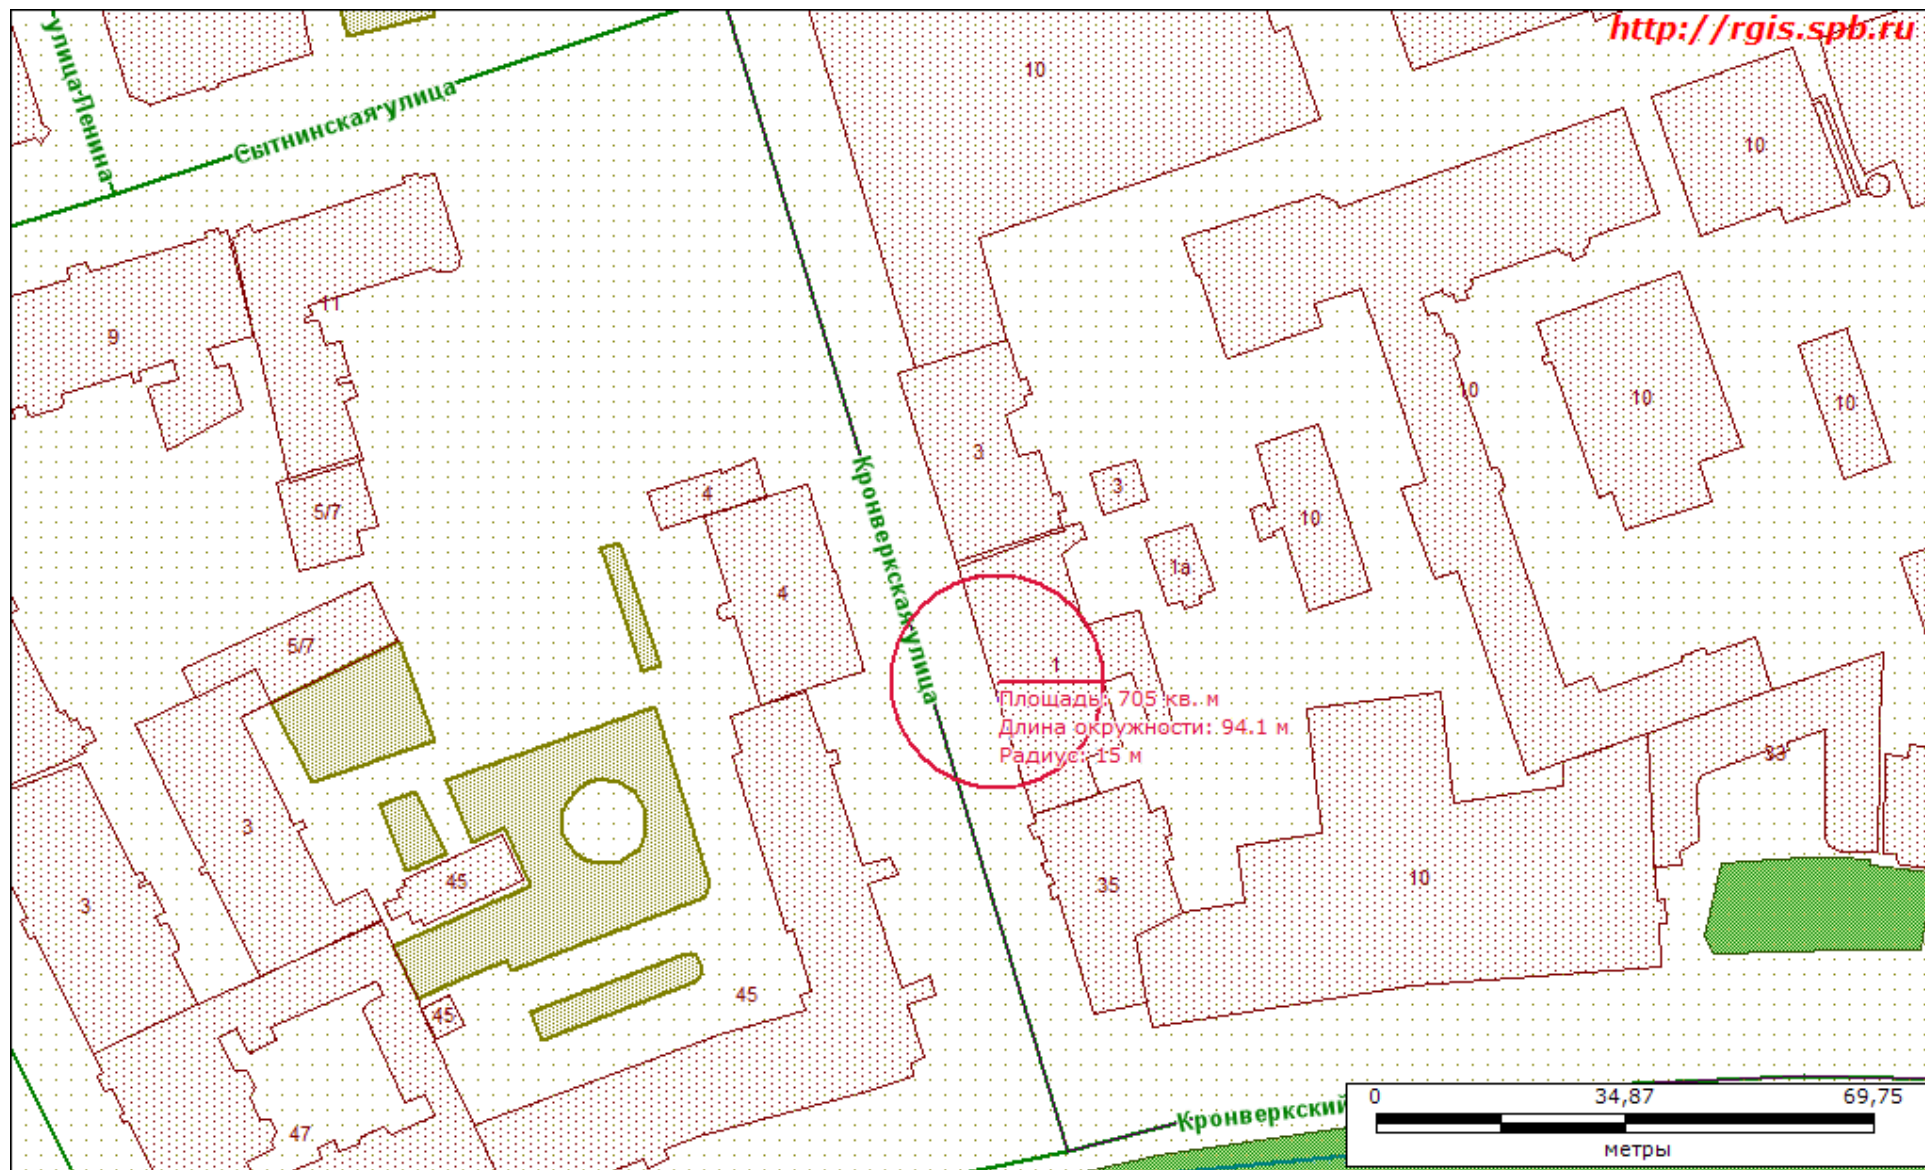 http://rgis.spb.ru
улица Ленина
Сытнинская улица
10
10
11
9
10
10
10
3
3
4
5/7
10
1а
4
Кронверкская улица
5/7
1
Площадь: 705 кв. м
Длина окружности: 94.1 м
Радиус: 15 м
33
3
45
35
10
3
45
45
47
Кронверкский
0 34,87 69,75
метры